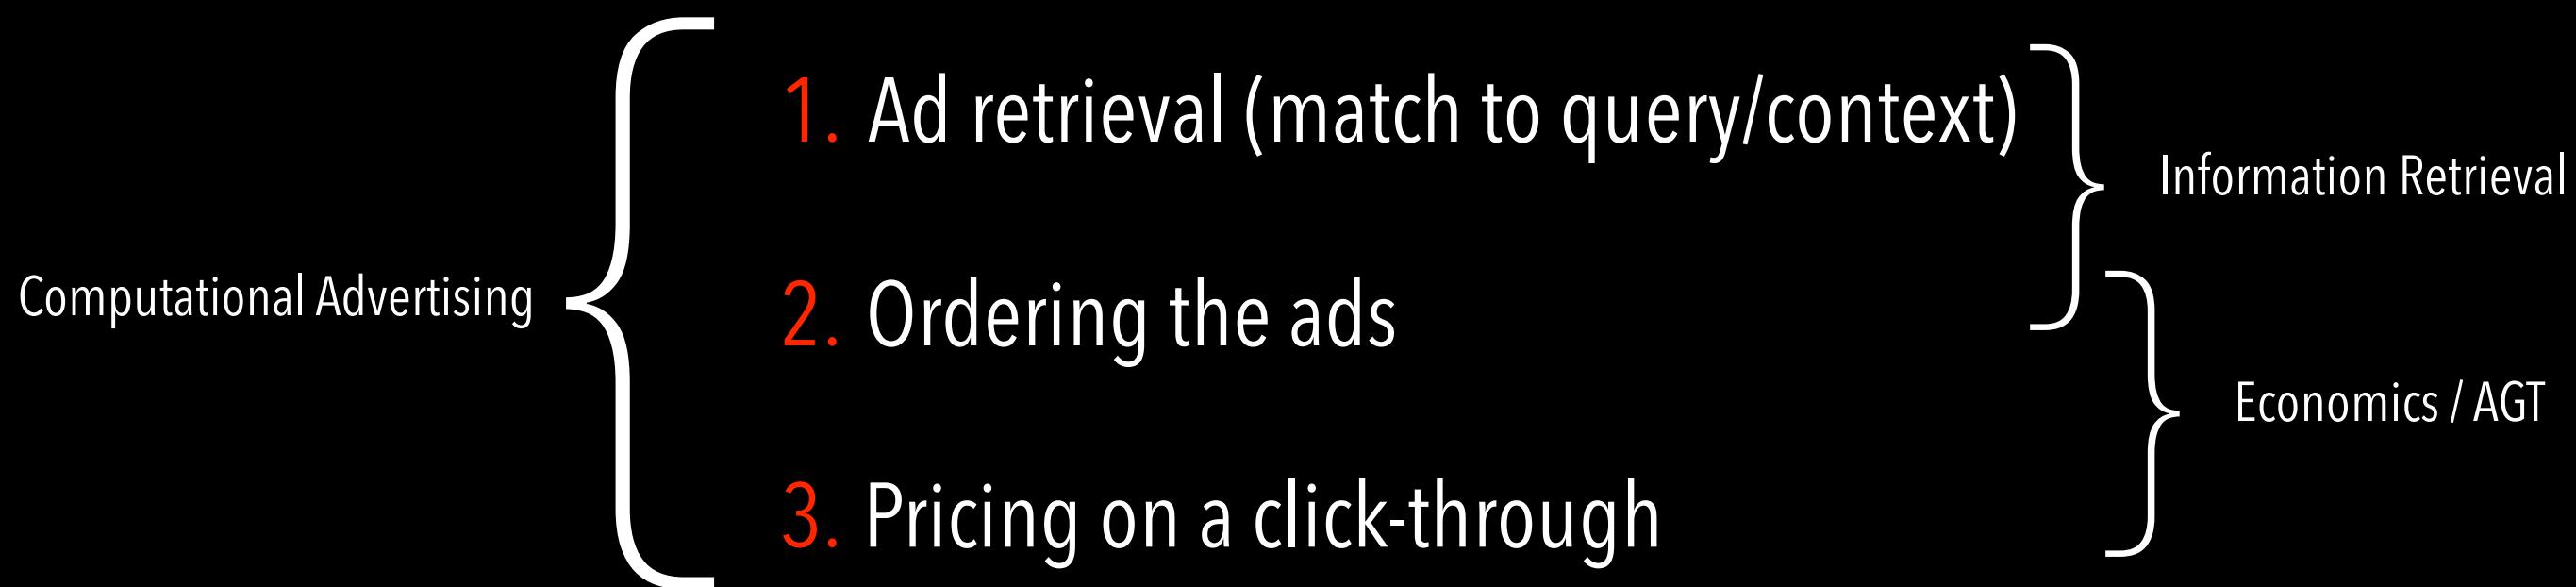 1. Ad retrieval (match to query/context)
Information Retrieval
Computational Advertising
2. Ordering the ads
Economics / AGT
3. Pricing on a click-through